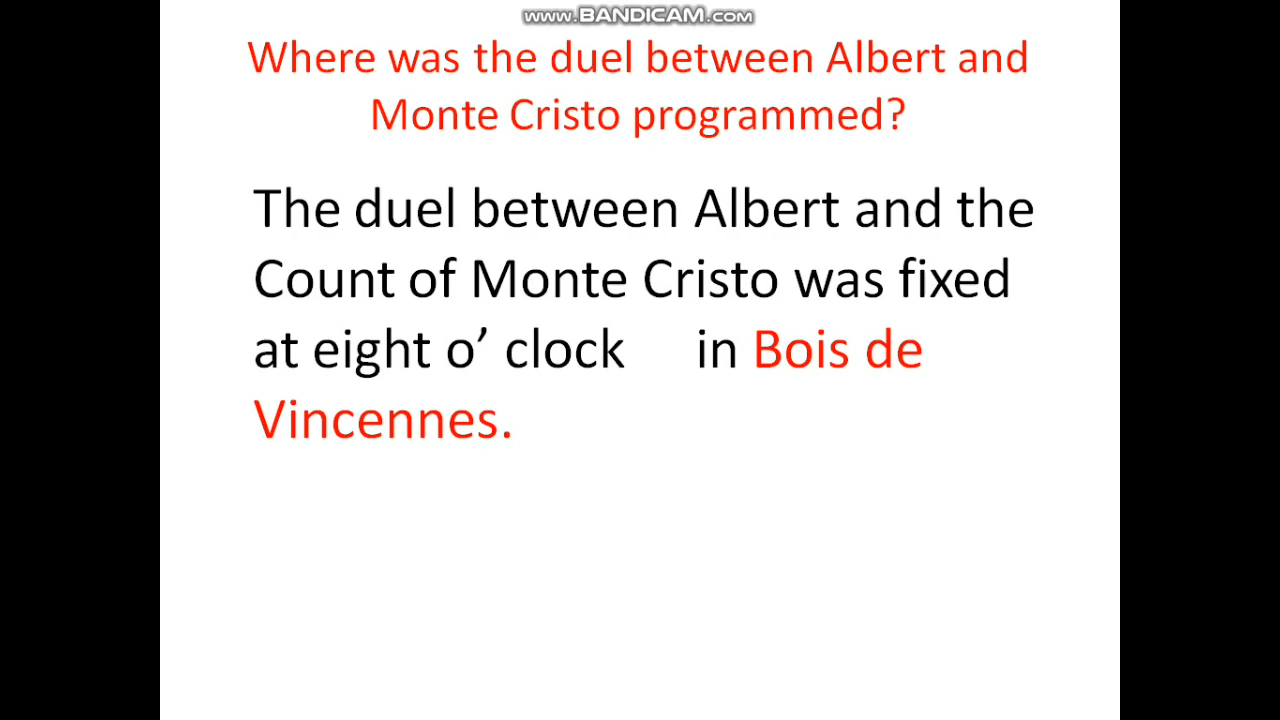 www.BANDICAM.com
Where was the duel between Albert and
Monte Cristo programmed?
The duel between Albert and the
Count of Monte Cristo was fixed
at eight o’ clock in Bois de
Vincennes.